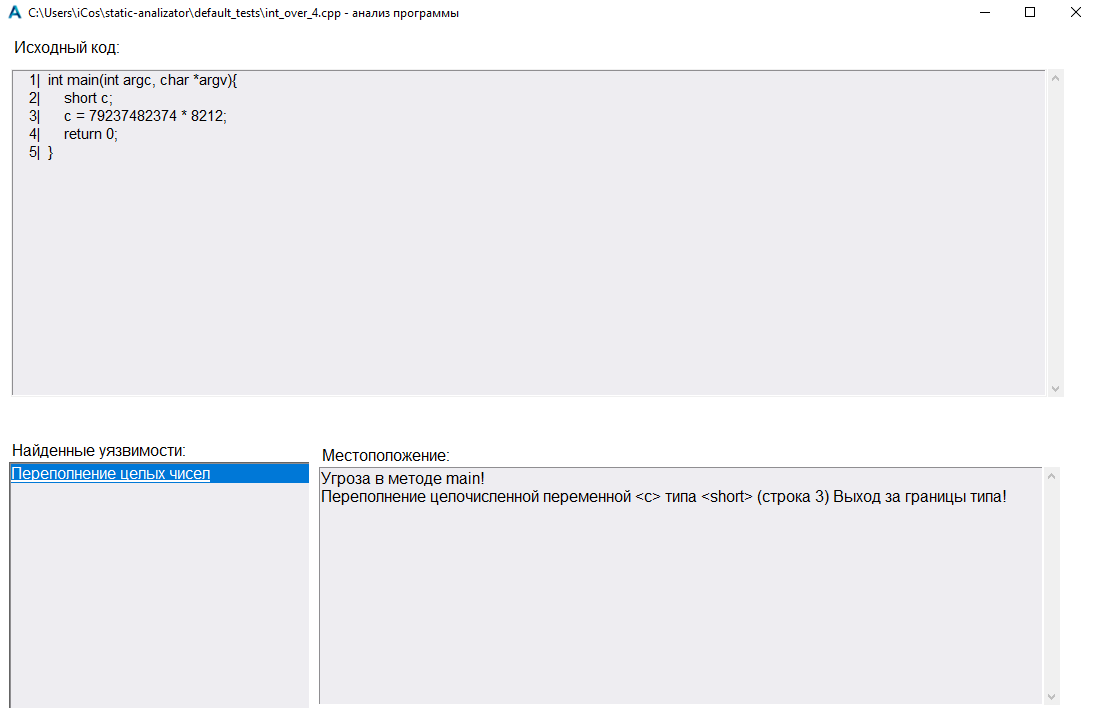 C:\Users\iCos\static-analizator\default_tests\int_over_4.cpp - анализ программы
Исходный код:
1| int main(int argc, char *argv){
2| short c;
3| c = 79237482374 * 8212;
4| return 0;
5| }
Найденные уязвимости:
Переполнение целых чисел
Местоположение:
Угроза в методе main!
Переполнение целочисленной переменной <c> типа <short> (строка 3) Выход за границы типа!